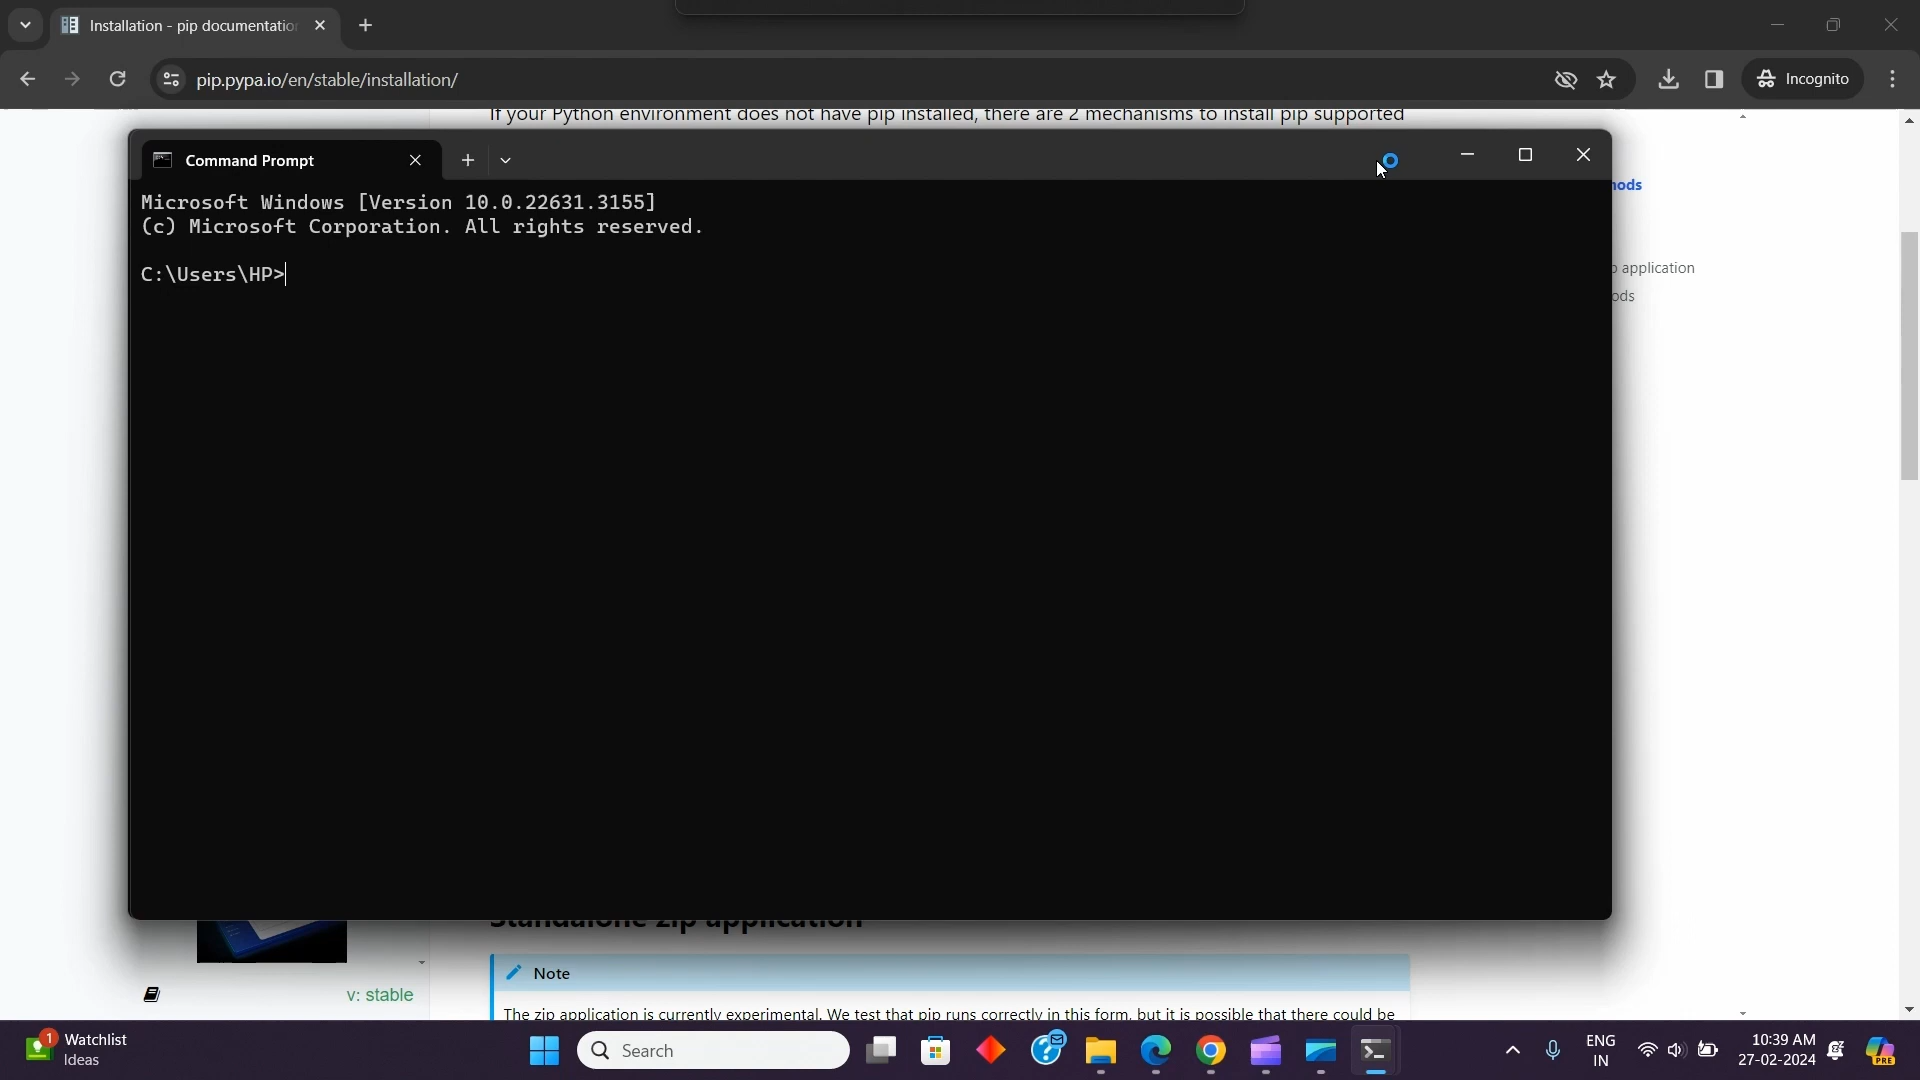 Installation - pip documentation
pip.pypa.io/en/stable/installation/
Incognito
If your Python environment does not have pip installed, there are 2 mechanisms to install pip supported
Command Prompt
Microsoft Windows [Version 10.0.22631.3155]
(c) Microsoft Corporation. All rights reserved.
C:\Users\HP>
application
Standalone zip application
Note
v: stable
The zip application is currently experimental. We test that pip runs correctly in this form, but it is possible that there could be
1
Watchlist
Ideas
Search
ENG
IN
10:39 AM
27-02-2024
PRE